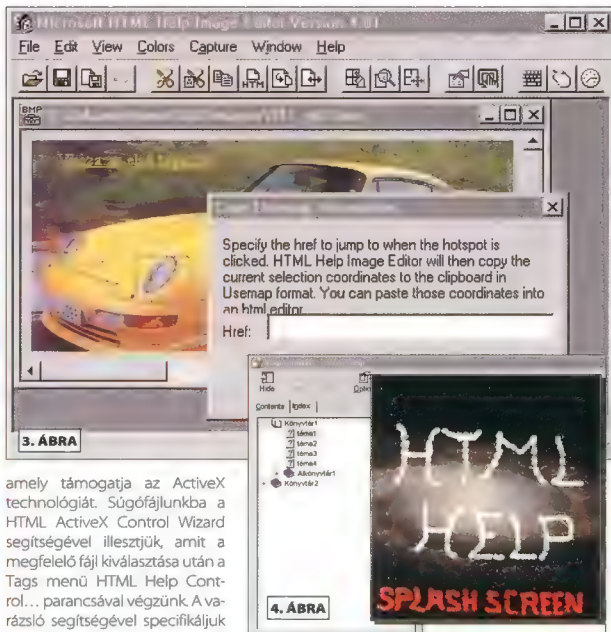 Microsoft HTML Help Image Editor Version 4.01
File Edit View Colors Capture Window Help
HTM
BMP
Specify the href to jump to when the hotspot is
clicked. HTML Help Image Editor will then copy the
current selection coordinates to the clipboard in
Usemap format. You can paste those coordinates into
an html editor
Href:
3. ÁBRA
Hide
Contents Index
Könyvtár1
téma1
téma2
téma3
téma4
Alkönyvtár1
Könyvtár2
HTML
HELP
SPLASH SCREEN
4. ÁBRA
amely támogatja az ActiveX
technológiát. Súgófájlunkba a
HTML ActiveX Control Wizard
segítségével illesztjük, amit a
megfelelő fájl kiválasztása után a
Tags menü HTML Help Cont-
rol... parancsával végzünk. A va-
rázsló segítségével specifikáljuk